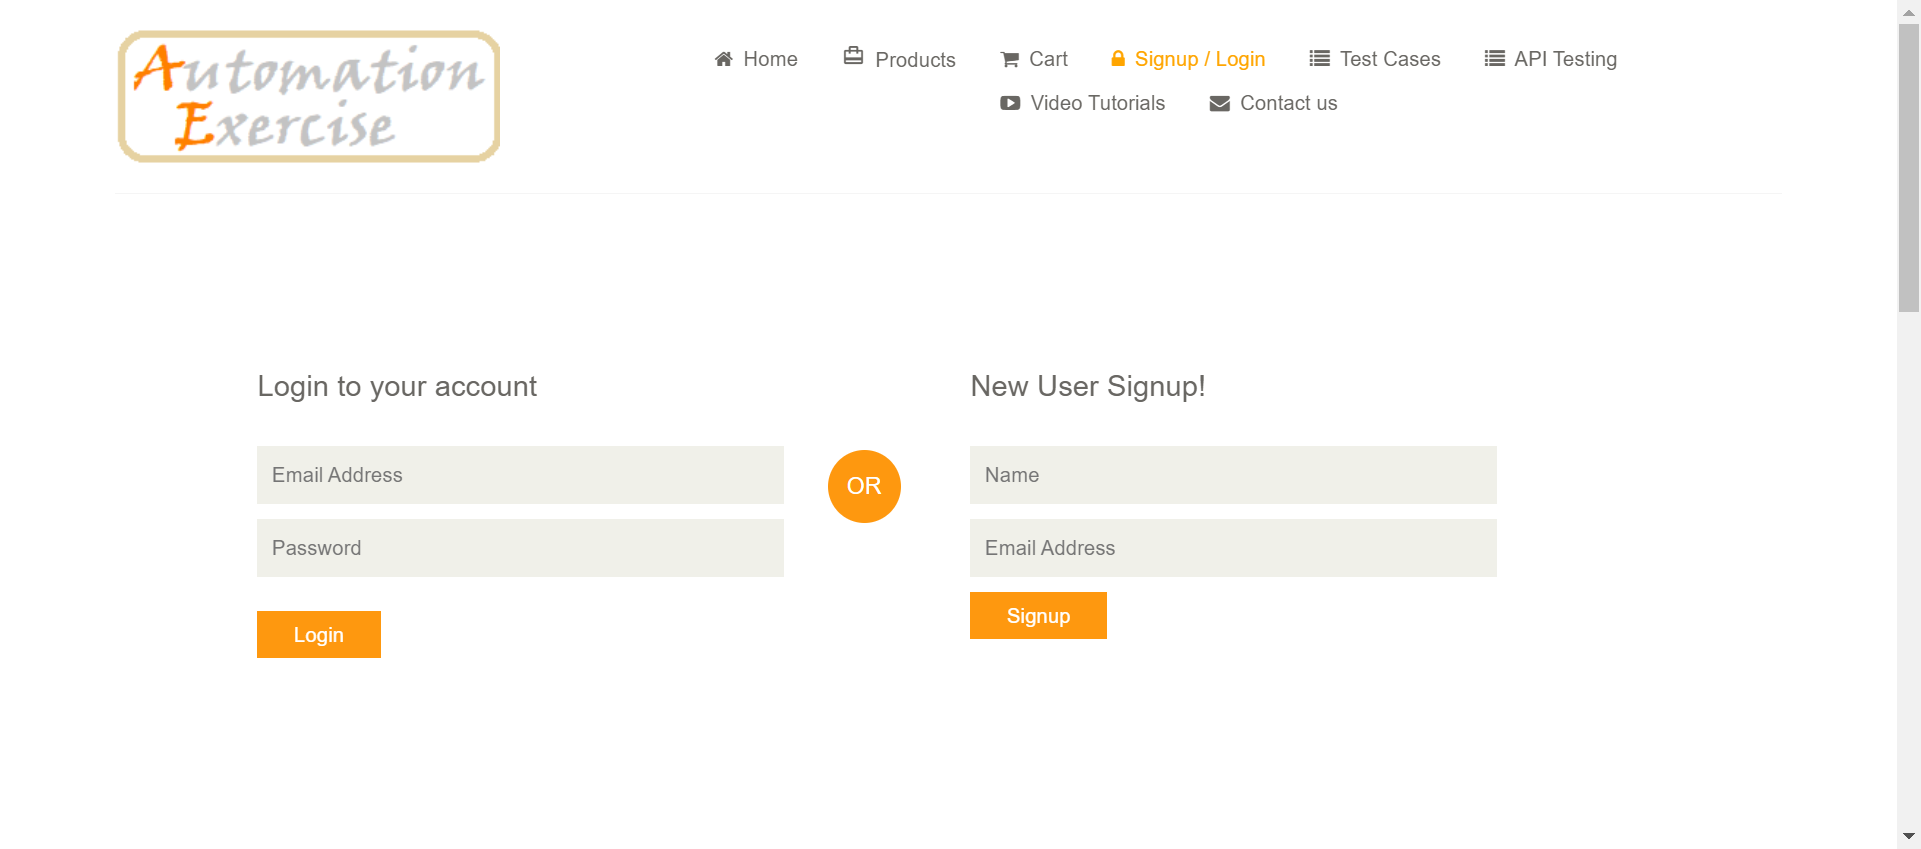 Automation
Exercise
Home Products Cart Signup / Login Test Cases API Testing
Video Tutorials Contact us
Login to your account
Email Address
Password
Login
OR
New User Signup!
Name
Email Address
Signup